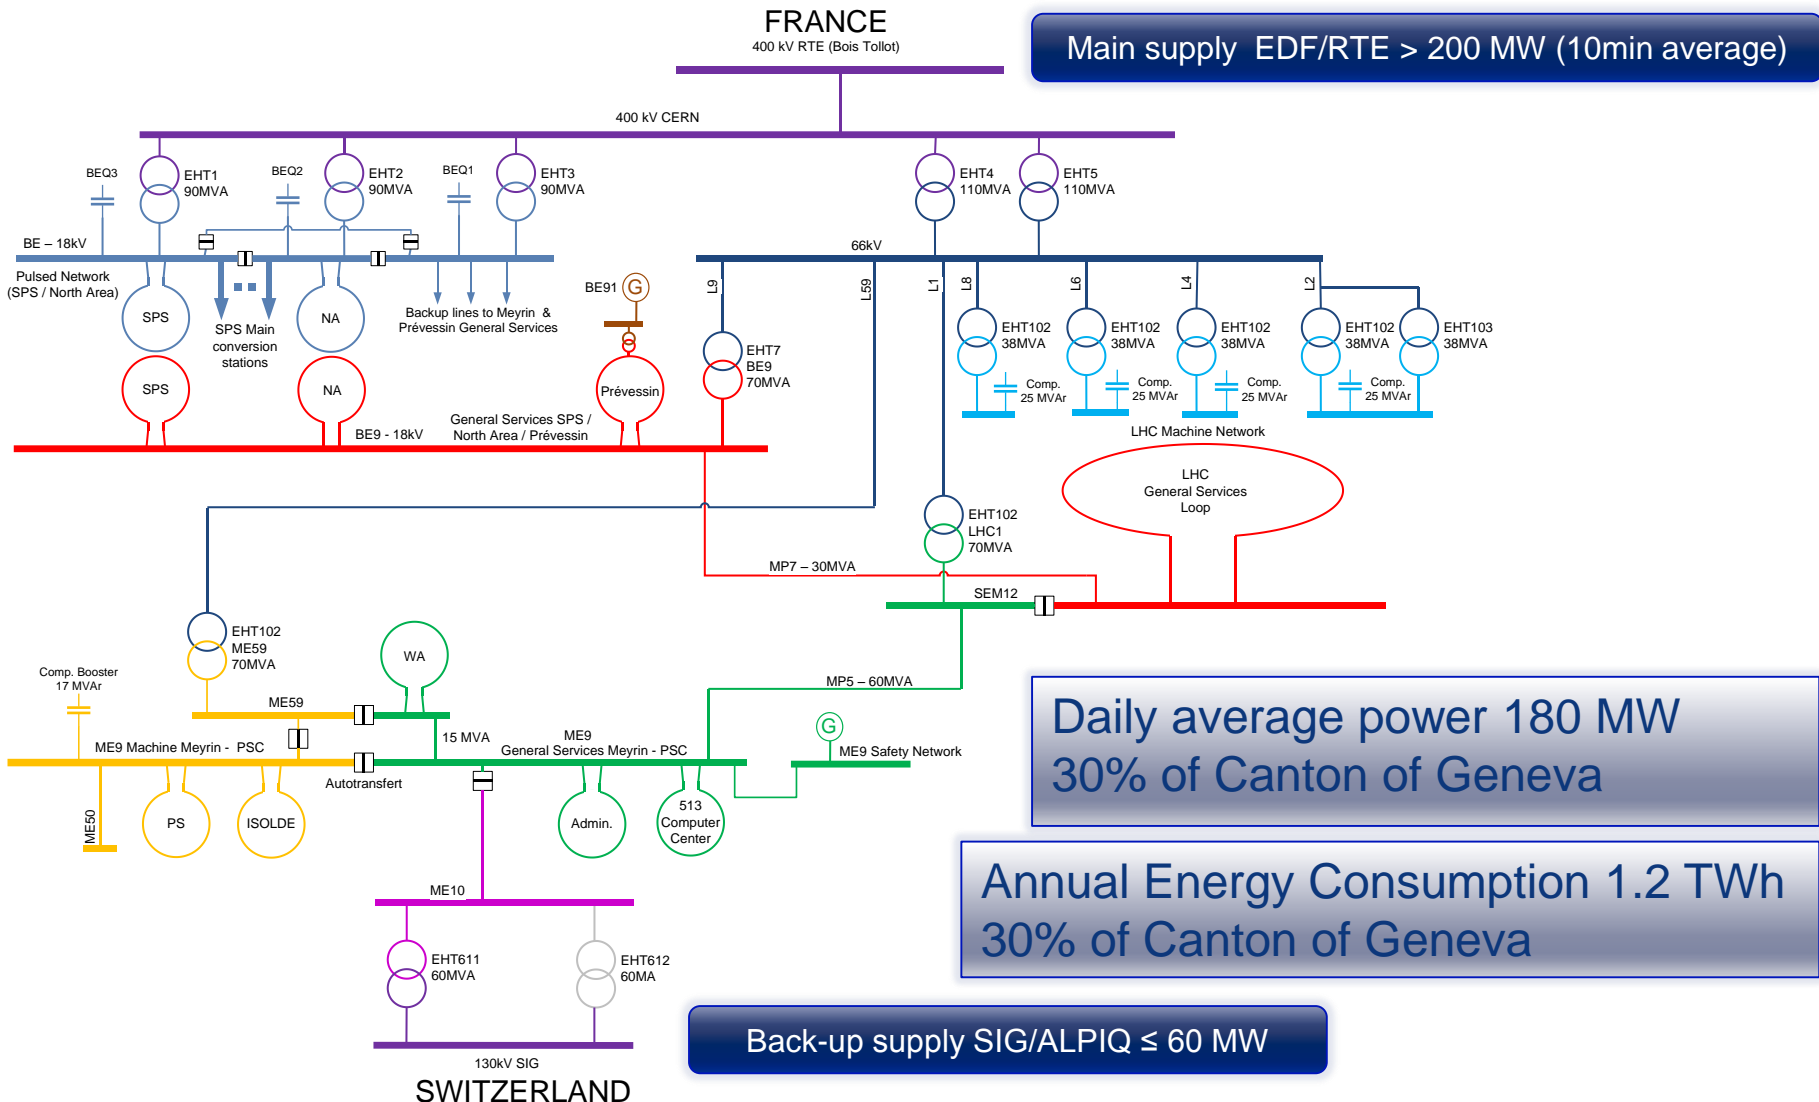 FRANCE
400 kV RTE (Bois Tollot)
Main supply  EDF/RTE > 200 MW (10min average)
400 kV CERN
BEQ3
EHT1
90MVA
BEQ2
EHT2
90MVA
BEQ1
EHT3
90MVA
EHT4
110MVA
EHT5
110MVA
BE – 18kV
66kV
Pulsed Network
(SPS / North Area)
SPS
SPS Main
conversion
stations
NA
Backup lines to Meyrin &
Prévessin General Services
BE91
G
L9
L59
L1
L8
L6
L4
L2
EHT102
38MVA
EHT102
38MVA
EHT102
38MVA
EHT102
38MVA
EHT103
38MVA
EHT7
BE9
70MVA
SPS
NA
Prévessin
Comp.
25 MVAr
Comp.
25 MVAr
Comp.
25 MVAr
Comp.
25 MVAr
General Services SPS /
North Area / Prévessin
BE9 - 18kV
LHC Machine Network
LHC
General Services
Loop
EHT102
LHC1
70MVA
MP7 – 30MVA
SEM12
EHT102
ME59
70MVA
WA
Comp. Booster
17 MVAr
ME59
MP5 – 60MVA
Daily average power 180 MW
30% of Canton of Geneva
ME9 Machine Meyrin - PSC
15 MVA
ME9
General Services Meyrin - PSC
G
ME9 Safety Network
Autotransfert
ME50
PS
ISOLDE
Admin.
513
Computer
Center
Annual Energy Consumption 1.2 TWh
30% of Canton of Geneva
ME10
EHT611
60MVA
EHT612
60MA
Back-up supply SIG/ALPIQ ≤ 60 MW
130kV SIG
SWITZERLAND